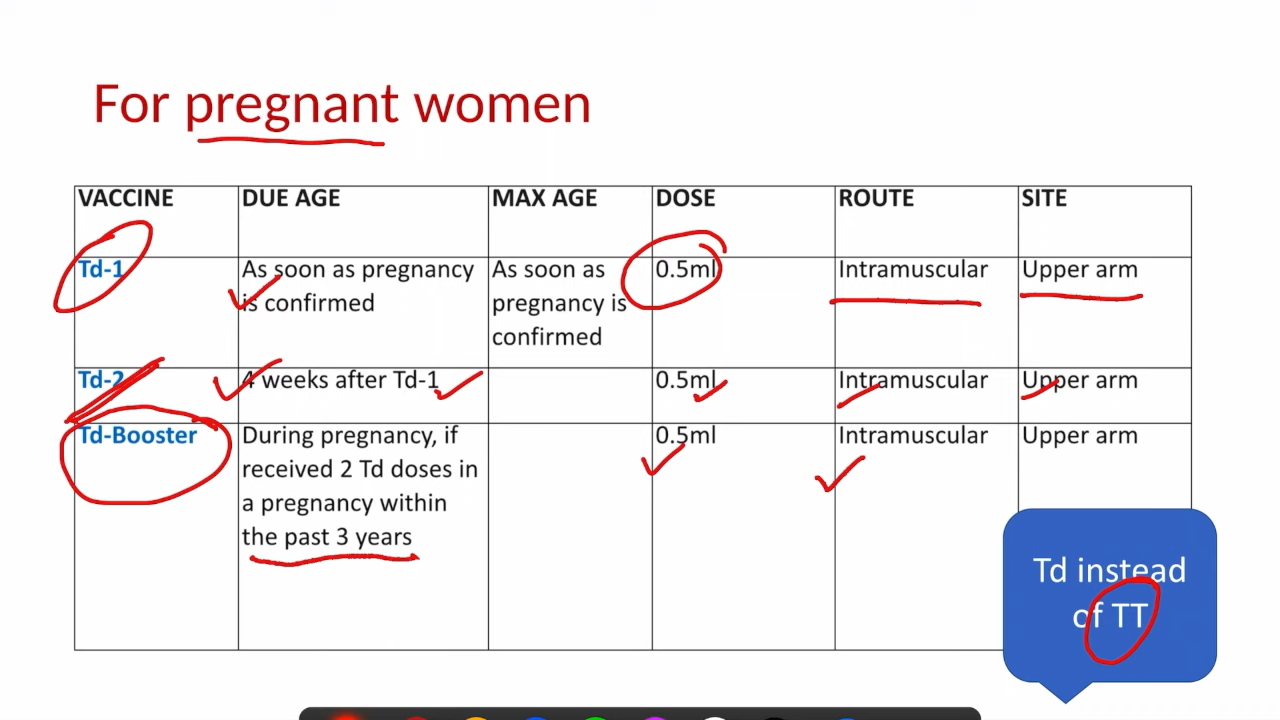 For pregnant women
VACCINE DUE AGE MAX AGE DOSE ROUTE SITE
Td-1 As soon as pregnancy As soon as 0.5ml Intramuscular Upper arm
is confirmed pregnancy is
confirmed
Td-2 4 weeks after Td-1 0.5ml Intramuscular Upper arm
Td-Booster During pregnancy, if 0.5ml Intramuscular Upper arm
received 2 Td doses in
a pregnancy within
the past 3 years
Td instead
of TT